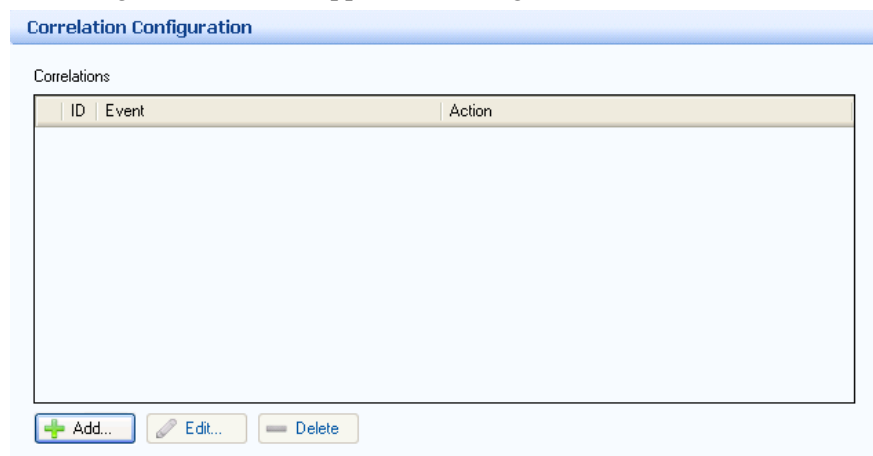 Correlation Configuration
Correlations
ID Event Action
Add... Edit... Delete